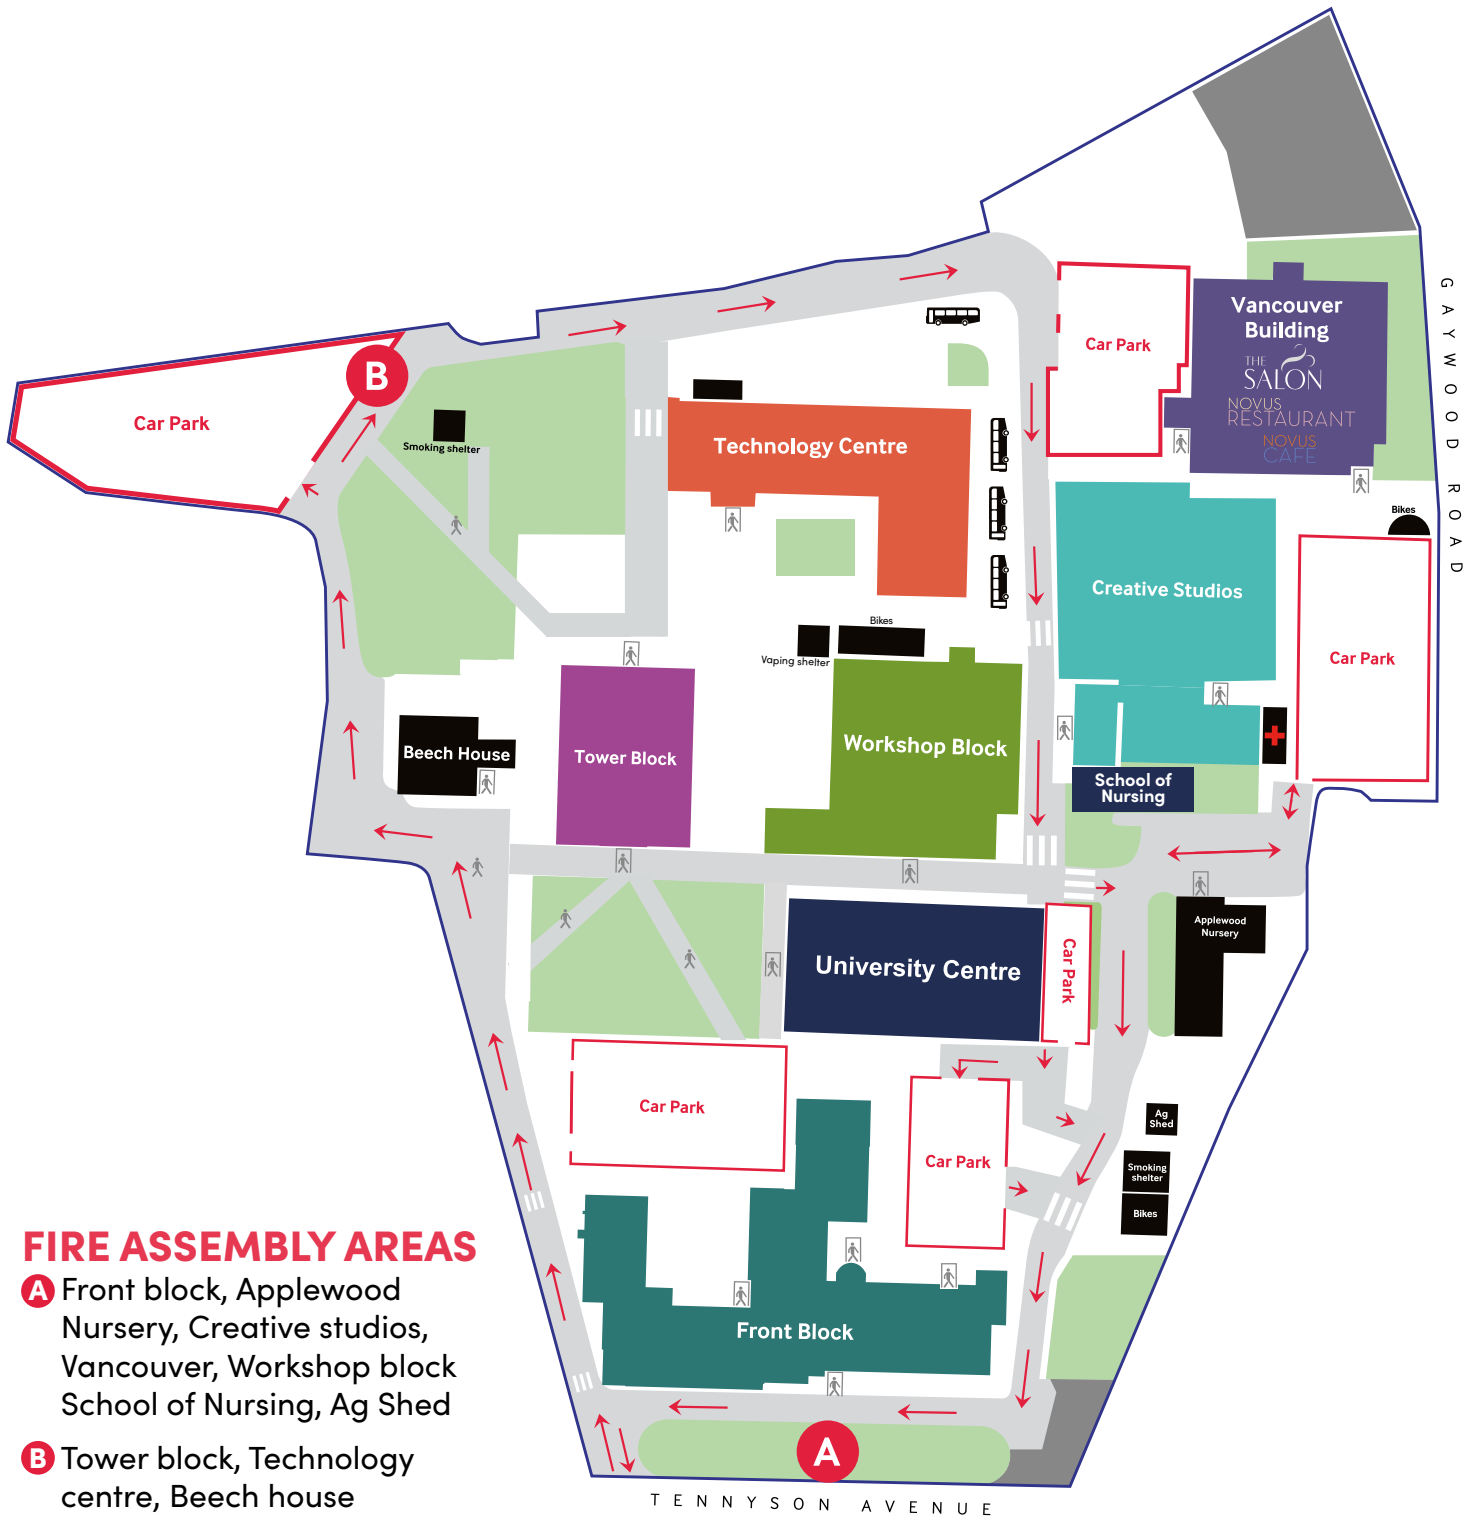 Vancouver
Building
THE
SALON
NOVUS
RESTAURANT
NOVUS
CAFE
GAYWOOD ROAD
Car Park
B
Car Park
Smoking shelter
Technology Centre
Bikes
Creative Studios
Bikes
Vaping shelter
Car Park
Workshop Block
Beech House
Tower Block
School of
Nursing
Applewood
Nursery
University Centre
Car Park
Car Park
Ag
Shed
Car Park
Smoking
shelter
Bikes
Front Block
FIRE ASSEMBLY AREAS
A Front block, Applewood
Nursery, Creative studios,
Vancouver, Workshop block
School of Nursing, Ag Shed
B Tower block, Technology
centre, Beech house
A
TENNYSON AVENUE